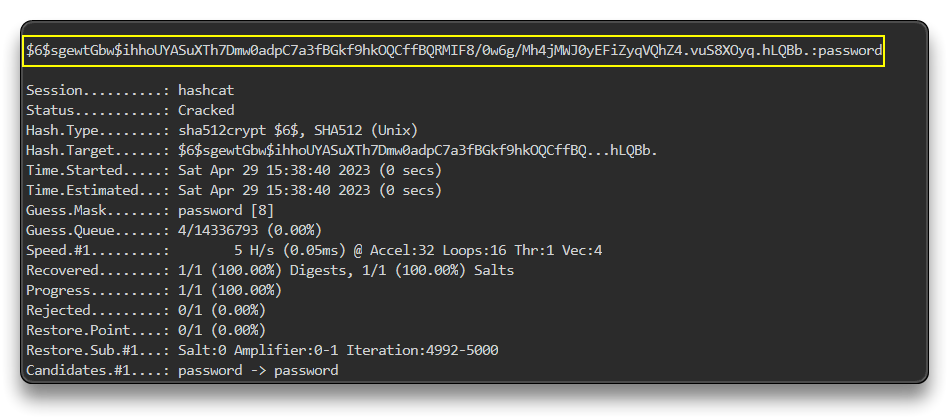 $6$sgewtGbw$ihhoUYASuXTh7Dmw0adpC7a3fBGkf9hkOQCffBQRMIF8/0w6g/Mh4jMWJ0yEFiZyqVQhZ4.vuS8XOyq.hLQBb.:password
Session..........: hashcat
Status...........: Cracked
Hash.Type........: sha512crypt $6$, SHA512 (Unix)
Hash.Target......: $6$sgewtGbw$ihhoUYASuXTh7Dmw0adpC7a3fBGkf9hkOQCffBQ...hLQBb.
Time.Started.....: Sat Apr 29 15:38:40 2023 (0 secs)
Time.Estimated...: Sat Apr 29 15:38:40 2023 (0 secs)
Guess.Mask.......: password [8]
Guess.Queue......: 4/14336793 (0.00%)
Speed.#1.........:        5 H/s (0.05ms) @ Accel:32 Loops:16 Thr:1 Vec:4
Recovered........: 1/1 (100.00%) Digests, 1/1 (100.00%) Salts
Progress.........: 1/1 (100.00%)
Rejected.........: 0/1 (0.00%)
Restore.Point....: 0/1 (0.00%)
Restore.Sub.#1...: Salt:0 Amplifier:0-1 Iteration:4992-5000
Candidates.#1....: password -> password